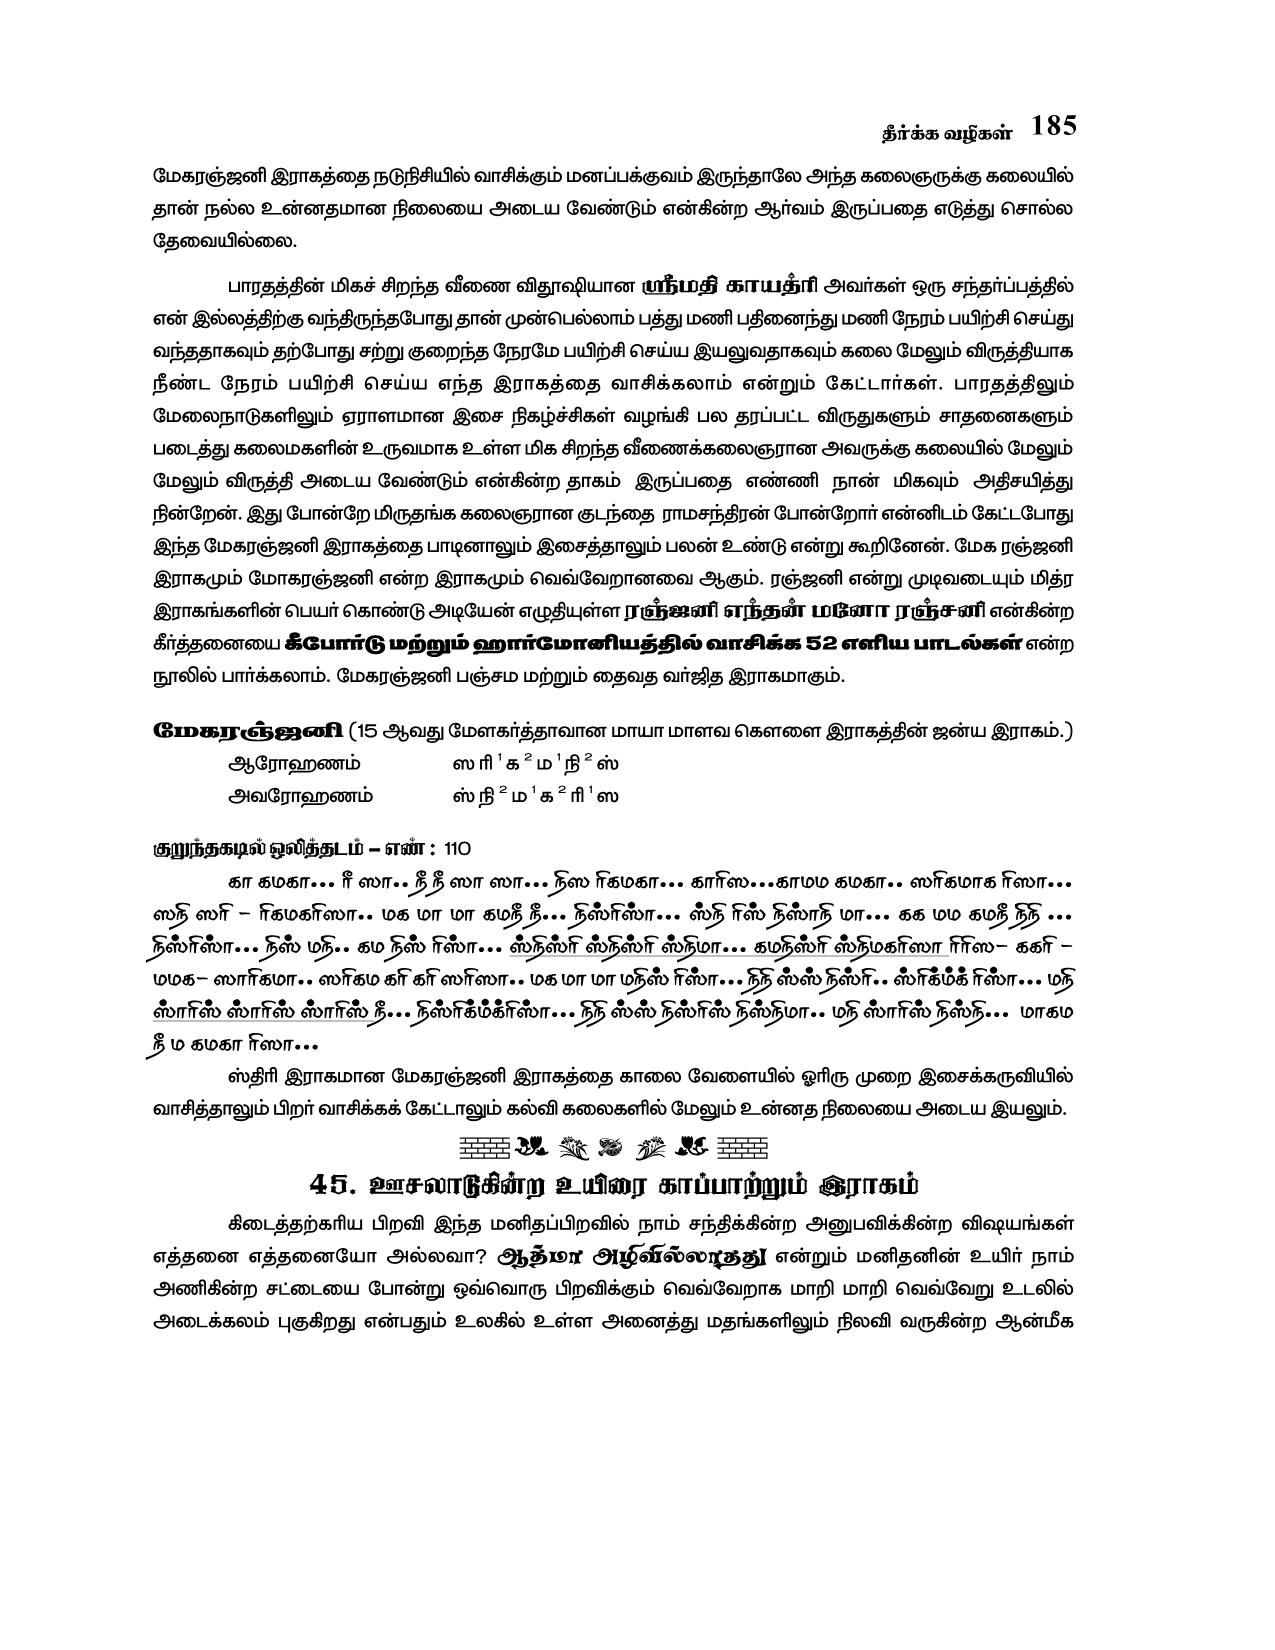 தீர்க்க வழிகள் 185
மேகரஞ்ஜனி இராகத்தை நடுநிசியில் வாசிக்கும் மனப்பக்குவம் இருந்தாலே அந்த கலைஞருக்கு கலையில்
தான் நல்ல உன்னதமான நிலையை அடைய வேண்டும் என்கின்ற ஆர்வம் இருப்பதை எடுத்து சொல்ல
தேவையில்லை.
பாரதத்தின் மிகச் சிறந்த வீணை விதூஷியான ஸ்ரீமதி காயத்ரி அவர்கள் ஒரு சந்தர்ப்பத்தில்
என் இல்லத்திற்கு வந்திருந்தபோது தான் முன்பெல்லாம் பத்து மணி பதினைந்து மணி நேரம் பயிற்சி செய்து
வந்ததாகவும் தற்போது சற்று குறைந்த நேரமே பயிற்சி செய்ய இயலுவதாகவும் கலை மேலும் விருத்தியாக
நீண்ட நேரம் பயிற்சி செய்ய எந்த இராகத்தை வாசிக்கலாம் என்றும் கேட்டார்கள். பாரதத்திலும்
மேலைநாடுகளிலும் ஏராளமான இசை நிகழ்ச்சிகள் வழங்கி பல தரப்பட்ட விருதுகளும் சாதனைகளும்
படைத்து கலைமகளின் உருவமாக உள்ள மிக சிறந்த வீணைக்கலைஞரான அவருக்கு கலையில் மேலும்
மேலும் விருத்தி அடைய வேண்டும் என்கின்ற தாகம் இருப்பதை எண்ணி நான் மிகவும் அதிசயித்து
நின்றேன். இது போன்றே மிருதங்க கலைஞரான குடந்தை ராமசந்திரன் போன்றோர் என்னிடம் கேட்டபோது
இந்த மேகரஞ்ஜனி இராகத்தை பாடினாலும் இசைத்தாலும் பலன் உண்டு என்று கூறினேன். மேக ரஞ்ஜனி
இராகமும் மோகரஞ்ஜனி என்ற இராகமும் வெவ்வேறானவை ஆகும். ரஞ்ஜனி என்று முடிவடையும் மித்ர
இராகங்களின் பெயர் கொண்டு அடியேன் எழுதியுள்ள ரஞ்ஜனி எந்தன் மனோ ரஞ்சனி என்கின்ற
கீர்த்தனையை கீபோர்டு மற்றும் ஹார்மோனியத்தில் வாசிக்க 52 எளிய பாடல்கள் என்ற
நூலில் பார்க்கலாம். மேகரஞ்ஜனி பஞ்சம மற்றும் தைவத வர்ஜித இராகமாகும்.
மேகரஞ்ஜனி (15 ஆவது மேளகர்த்தாவான மாயா மாளவ கௌளை இராகத்தின் ஜன்ய இராகம்.)
ஆரோஹணம் ஸ ரி ¹ க ² ம ¹ நி ² ஸ்
அவரோஹணம் ஸ் நி ² ம ¹ க ² ரி ¹ ஸ
குறுந்தகடில் ஒலித்தடம் – எண் : 110
கா கமகா... ரீ ஸா.. நீ நீ ஸா ஸா... நிஸ ரிகமகா... காரிஸ...காமம கமகா.. ஸரிகமாக ரிஸா...
ஸநி ஸரி – ரிகமகரிஸா.. மக மா மா கமநீ நீ... நிஸ்ரிஸ்ா... ஸ்நி ரிஸ் நிஸ்ாநி மா... கக மம கமநீ நிநி ...
நிஸ்ரிஸ்ா... நிஸ் மநி.. கம நிஸ் ரிஸ்ா... ஸ்நிஸ்ரி ஸ்நிஸ்ரி ஸ்நிமா... கமநிஸ்ரி ஸ்நிமகரிஸா ரிரிஸ– ககரி –
மமக– ஸாரிகமா.. ஸரிகம கரி கரி ஸரிஸா.. மக மா மா மநிஸ் ரிஸ்ா... நிநி ஸ்ஸ் நிஸ்ரி.. ஸ்ரிக்ம்க் ரிஸ்ா... மநி
ஸ்ாரிஸ் ஸ்ாரிஸ் ஸ்ாரிஸ் நீ... நிஸ்ரிக்ம்க்ரிஸ்ா... நிநி ஸ்ஸ் நிஸ்ரிஸ் நிஸ்நிமா.. மநி ஸ்ாரிஸ் நிஸ்நி... மாகம
நீ ம கமகா ரிஸா...
ஸ்திரி இராகமான மேகரஞ்ஜனி இராகத்தை காலை வேளையில் ஓரிரு முறை இசைக்கருவியில்
வாசித்தாலும் பிறர் வாசிக்கக் கேட்டாலும் கல்வி கலைகளில் மேலும் உன்னத நிலையை அடைய இயலும்.
45. ஊசலாடுகின்ற உயிரை காப்பாற்றும் இராகம்
கிடைத்தற்கரிய பிறவி இந்த மனிதப்பிறவில் நாம் சந்திக்கின்ற அனுபவிக்கின்ற விஷயங்கள்
எத்தனை எத்தனையோ அல்லவா? ஆத்மா அழிவில்லாதது என்றும் மனிதனின் உயிர் நாம்
அணிகின்ற சட்டையை போன்று ஒவ்வொரு பிறவிக்கும் வெவ்வேறாக மாறி மாறி வெவ்வேறு உடலில்
அடைக்கலம் புகுகிறது என்பதும் உலகில் உள்ள அனைத்து மதங்களிலும் நிலவி வருகின்ற ஆன்மீக